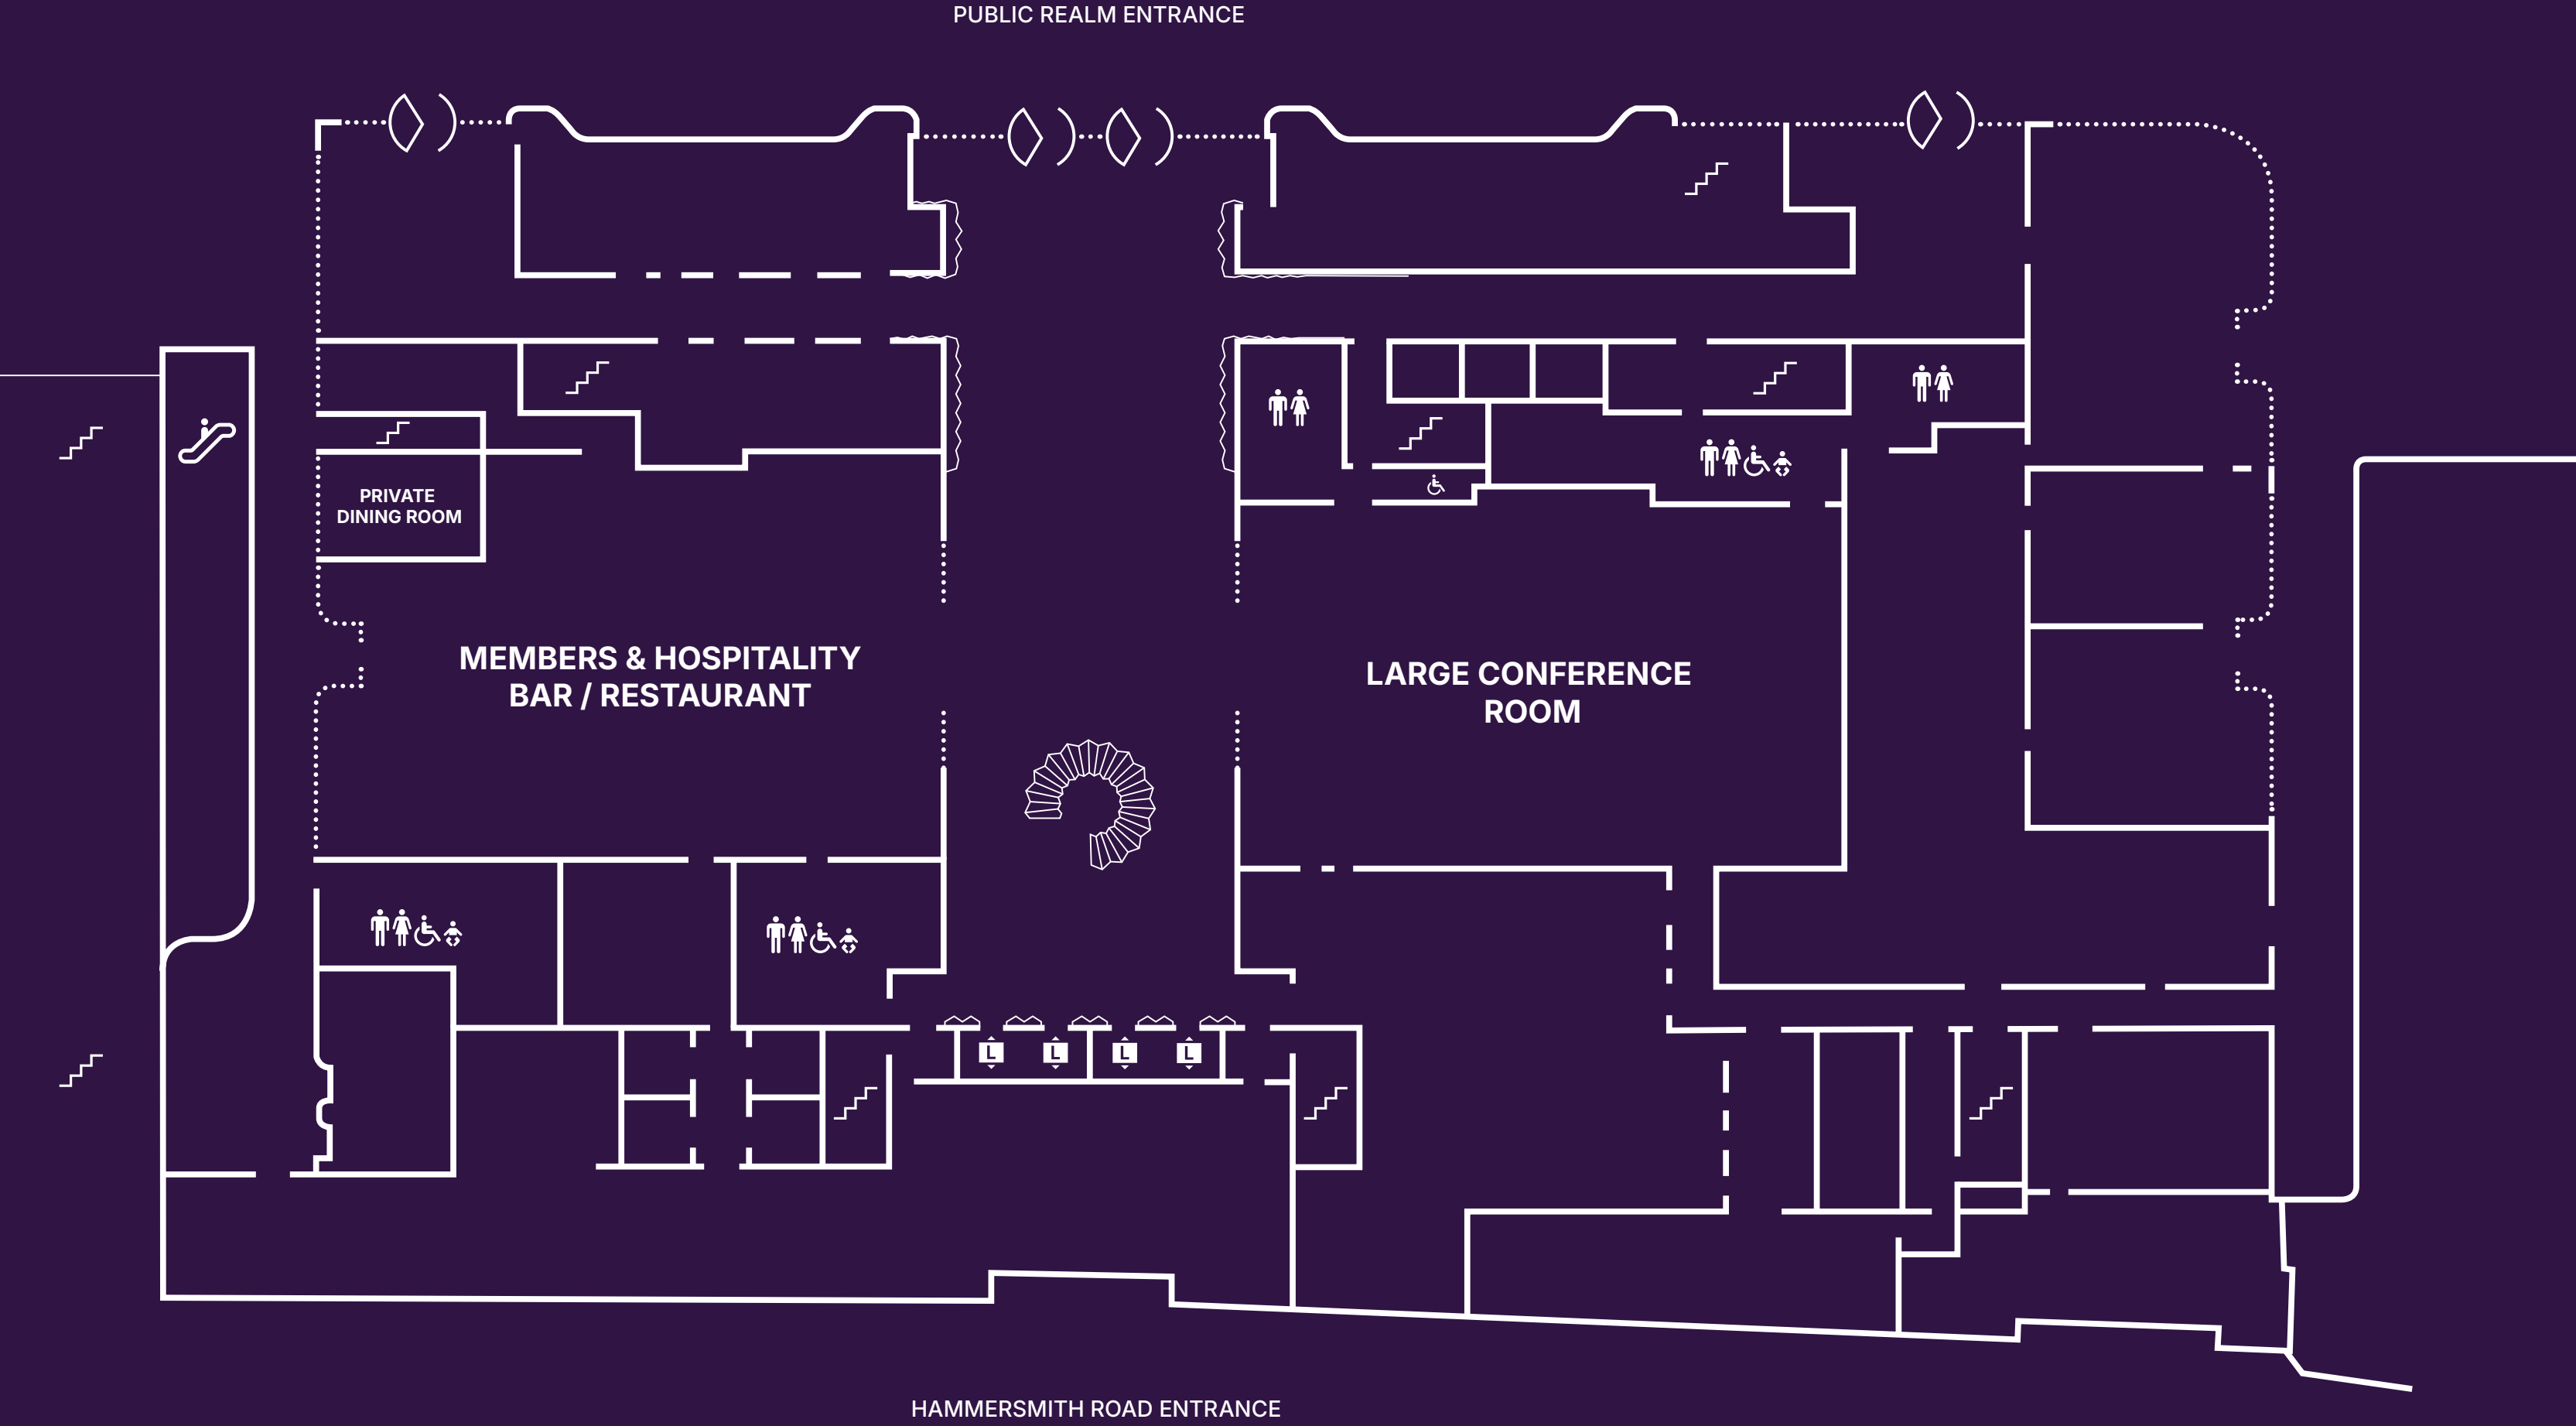 PUBLIC REALM ENTRANCE
PRIVATE
DINING ROOM
MEMBERS & HOSPITALITY
BAR / RESTAURANT
LARGE CONFERENCE
ROOM
L L L L
HAMMERSMITH ROAD ENTRANCE